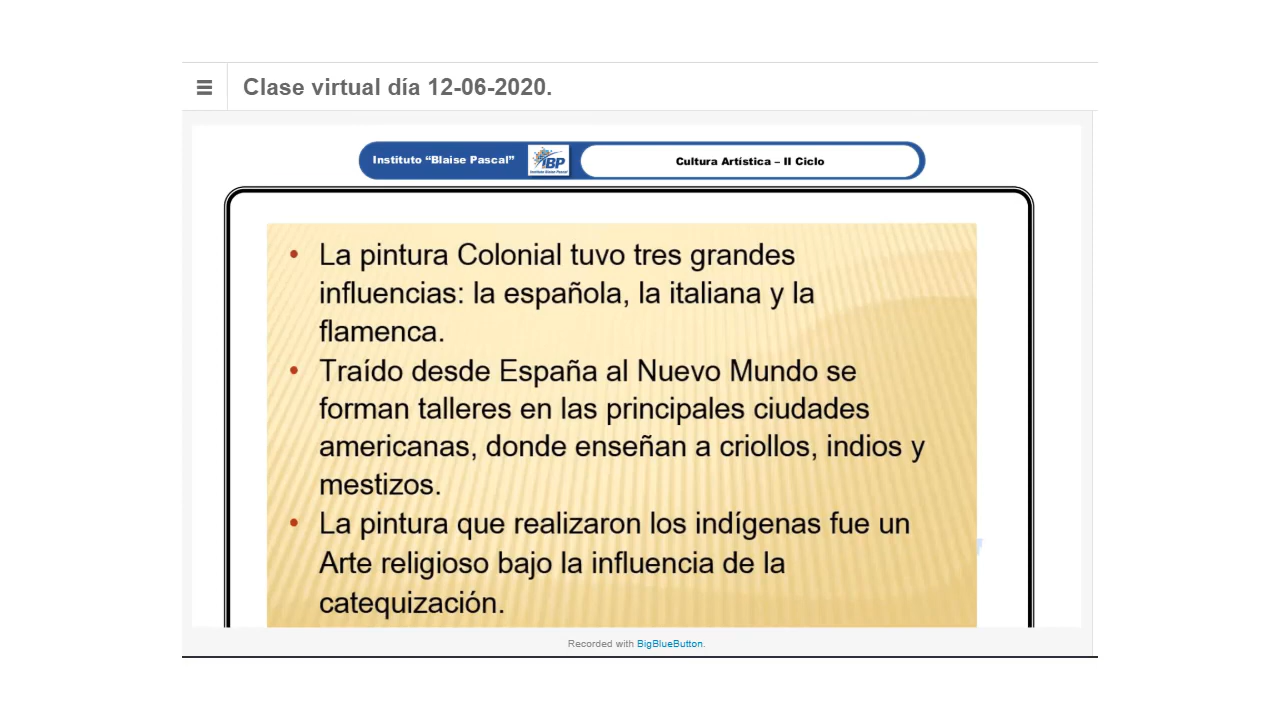 Clase virtual día 12-06-2020.
Instituto “Blaise Pascal”
IBP
Instituto Blaise Pascal
Cultura Artística – II Ciclo
• La pintura Colonial tuvo tres grandes
influencias: la española, la italiana y la
flamenca.
• Traído desde España al Nuevo Mundo se
forman talleres en las principales ciudades
americanas, donde enseñan a criollos, indios y
mestizos.
• La pintura que realizaron los indígenas fue un
Arte religioso bajo la influencia de la
catequización.
Recorded with BigBlueButton.